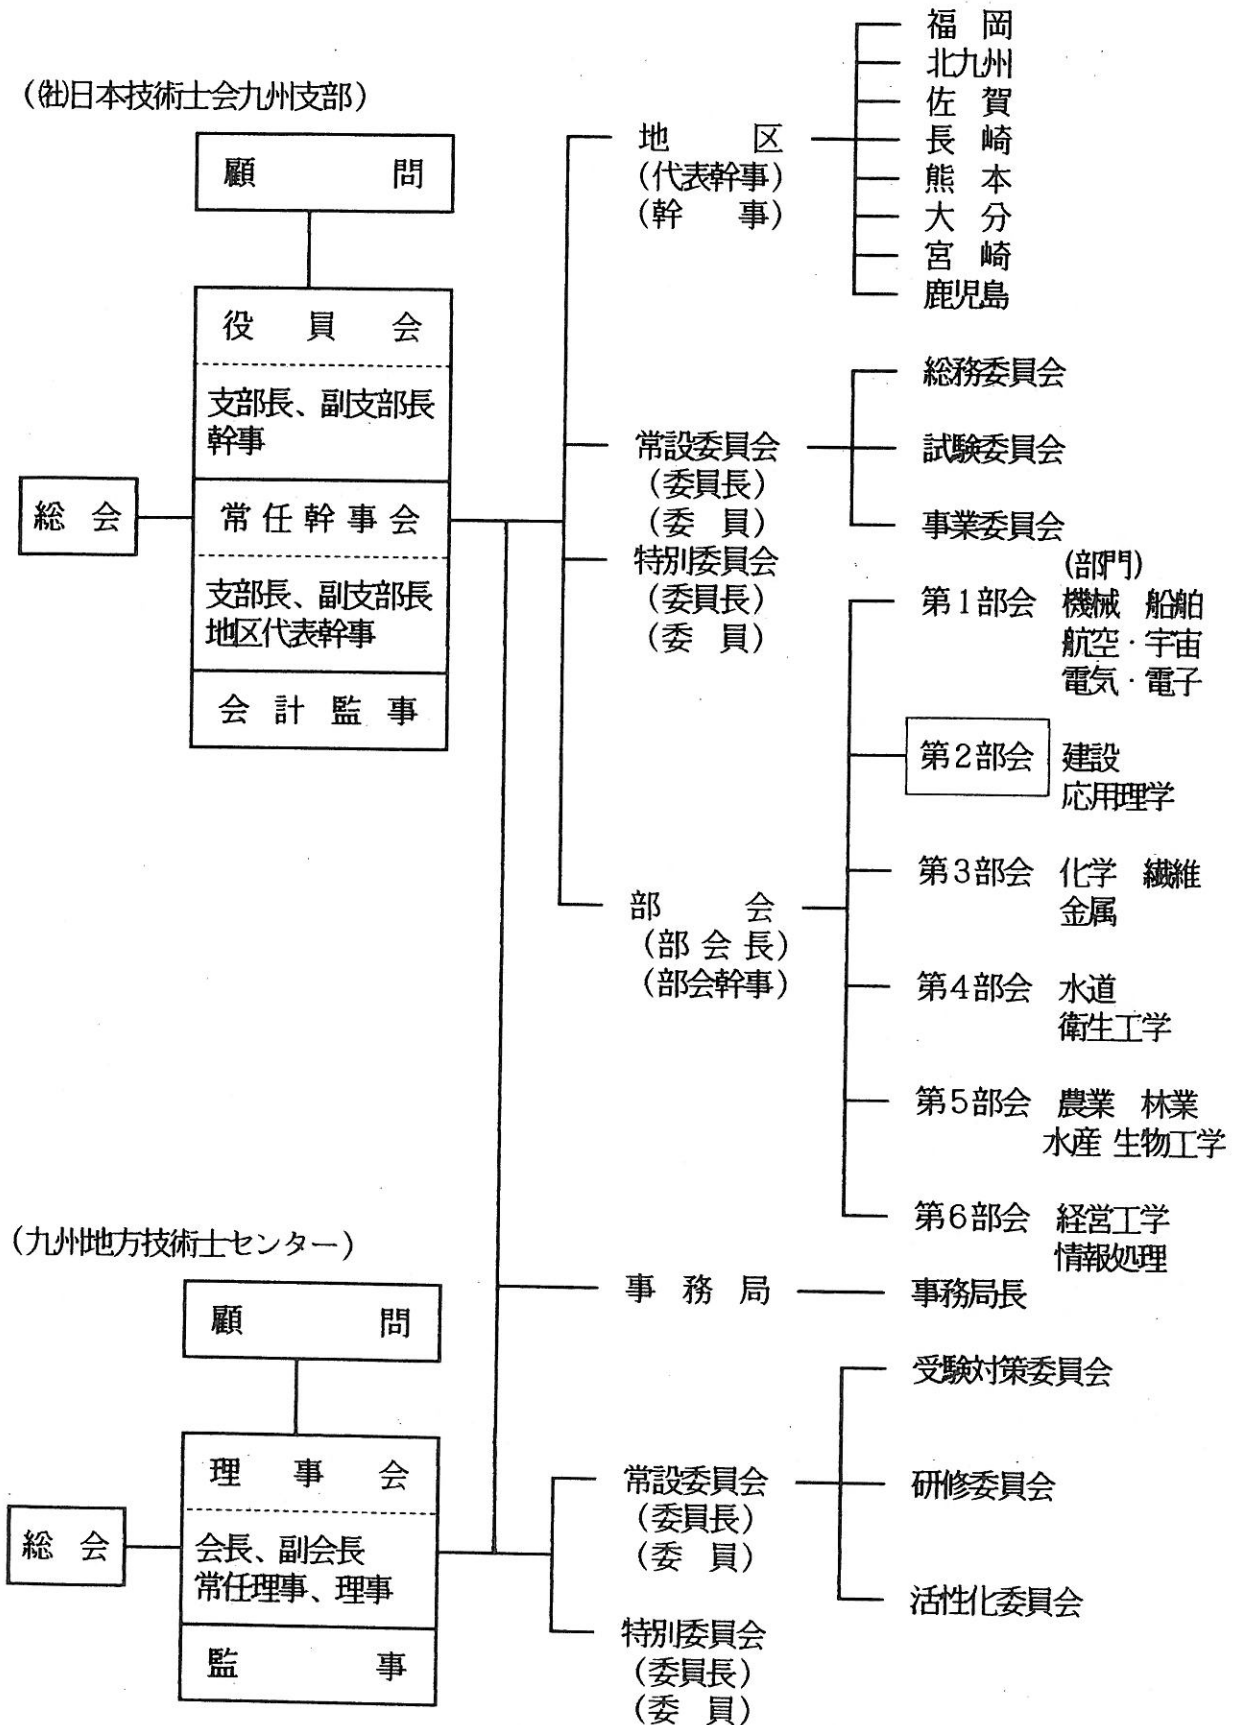 (㈳日本技術士会九州支部)
顧　問
役　員　会
支部長、副支部長
幹事
総　会
常任幹事会
支部長、副支部長
地区代表幹事
会計監事
地　区
(代表幹事)
(幹　事)
福　岡
北九州
佐　賀
長　崎
熊　本
大　分
宮　崎
鹿児島
常設委員会
(委員長)
(委　員)
総務委員会
試験委員会
事業委員会
特別委員会
(委員長)
(委　員)
部　会
(部会長)
(部会幹事)
(部門)
第1部会　機械　船舶
航空・宇宙
電気・電子
第2部会　建設
応用理学
第3部会　化学　繊維
金属
第4部会　水道
衛生工学
第5部会　農業　林業
水産 生物工学
第6部会　経営工学
情報処理
事務局
事務局長
(九州地方技術士センター)
顧　問
理　事　会
総　会
会長、副会長
常任理事、理事
監　事
常設委員会
(委員長)
(委　員)
受験対策委員会
研修委員会
活性化委員会
特別委員会
(委員長)
(委　員)